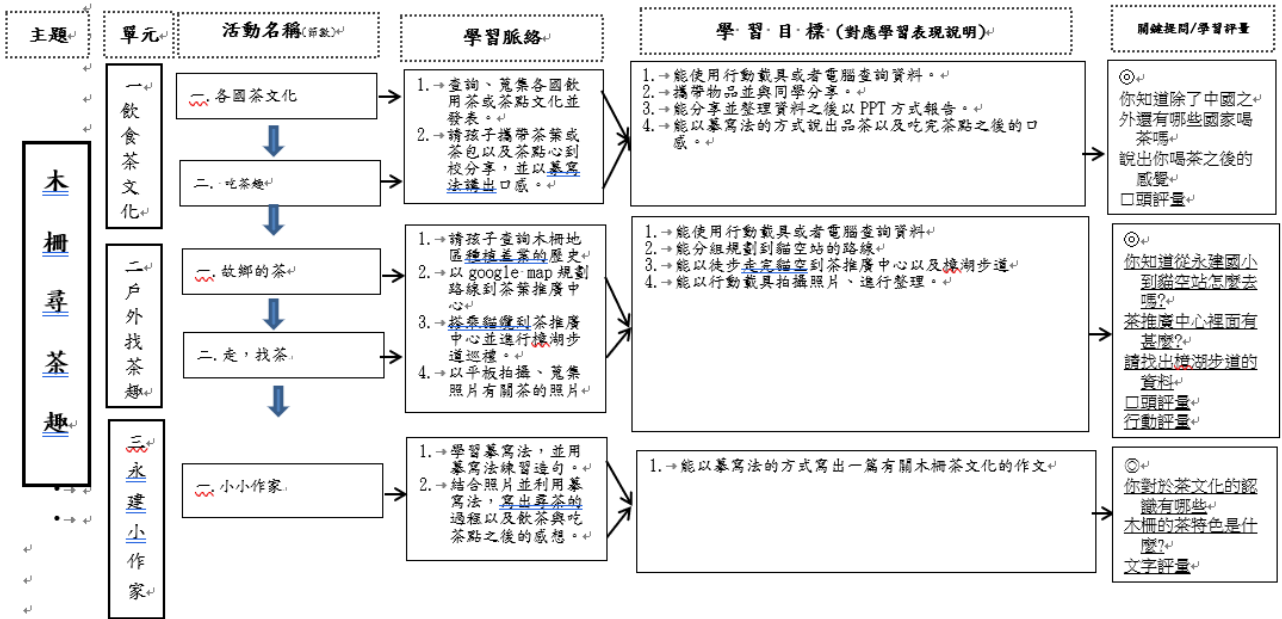 主題
單元
活動名稱(節數)
學習脈絡
學 習 目 標 (對應學習表現說明)
關鍵提問/學習評量
木柵尋茶趣
一飲食茶文化
一. 各國茶文化
二. 吃茶趣
1. 查詢、蒐集各國飲
用茶或茶點文化並
發表。
2. 請孩子攜帶茶葉或
茶包以及茶點心到
校分享，並以摹寫
法講出口感。
1. 能使用行動載具或者電腦查詢資料。
2. 攜帶物品並與同學分享。
3. 能分享並整理資料之後以 PPT 方式報告。
4. 能以摹寫法的方式說出品茶以及吃完茶點之後的口
感。
◎
你知道除了中國之
外還有哪些國家喝
茶嗎
說出你喝茶之後的
感覺
口頭評量
二戶外找茶趣
一. 故鄉的茶
二. 走，找茶
1. 請孩子查詢木柵地
區種植差業的歷史
2. 以 google map 規劃
路線到茶葉推廣中
心
3. 搭乘貓纜到茶推廣
中心並進行樟湖步
道巡禮。
4. 以平板拍攝、蒐集
照片有關茶的照片
1. 能使用行動載具或者電腦查詢資料
2. 能分組規劃到貓空站的路線
3. 能以徒步走完貓空到茶推廣中心以及樟湖步道
4. 能以行動載具拍攝照片、進行整理。
◎
你知道從永建國小
到貓空站怎麼去
嗎?
茶推廣中心裡面有
甚麼?
請找出樟湖步道的
資料
口頭評量
行動評量
三永建小作家
一. 小小作家
1. 學習摹寫法，並用
摹寫法練習造句。
2. 結合照片並利用摹
寫法，寫出尋茶的
過程以及飲茶與吃
茶點之後的感想。
1. 能以摹寫法的方式寫出一篇有關木柵茶文化的作文
◎
你對於茶文化的認
識有哪些
木柵的茶特色是什
麼?
文字評量